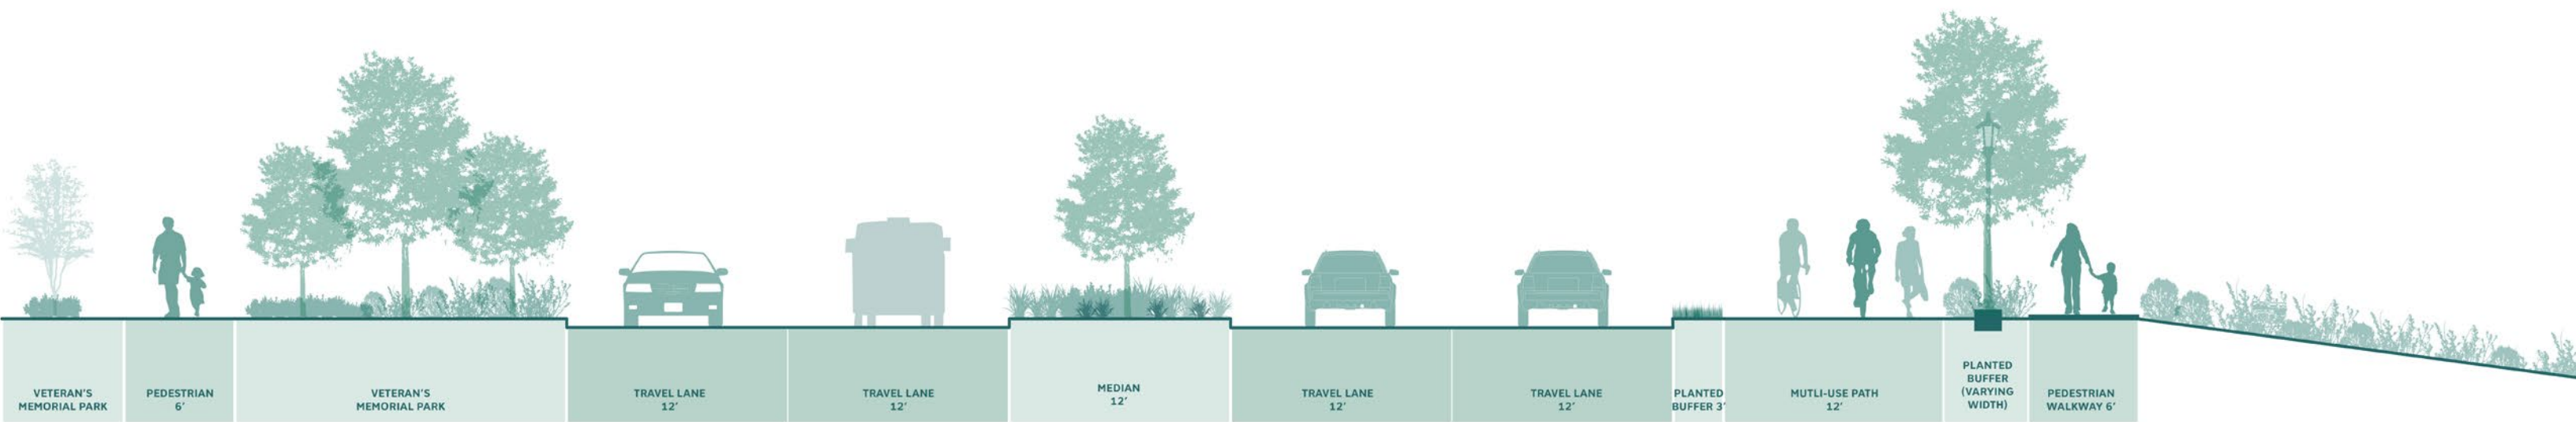 VETERAN'S
MEMORIAL PARK
PEDESTRIAN
6'
VETERAN'S
MEMORIAL PARK
TRAVEL LANE
12'
TRAVEL LANE
12'
MEDIAN
12'
TRAVEL LANE
12'
TRAVEL LANE
12'
PLANTED
BUFFER 3'
MUTLI-USE PATH
12'
PLANTED
BUFFER
(VARYING
WIDTH)
PEDESTRIAN
WALKWAY 6'